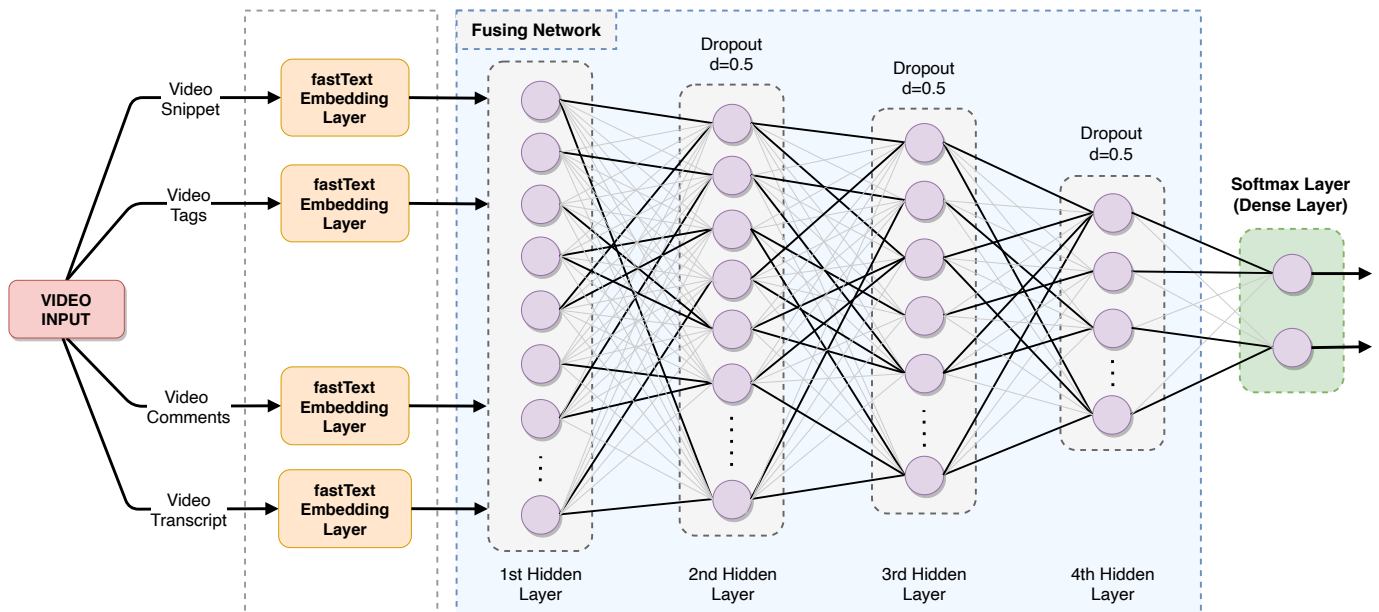 Fusing Network
Dropout
d=0.5
Dropout
d=0.5
Dropout
d=0.5
Softmax Layer
(Dense Layer)
VIDEO
INPUT
Video
Snippet
Video
Tags
Video
Comments
Video
Transcript
fastText
Embedding
Layer
fastText
Embedding
Layer
fastText
Embedding
Layer
fastText
Embedding
Layer
1st Hidden
Layer
2nd Hidden
Layer
3rd Hidden
Layer
4th Hidden
Layer